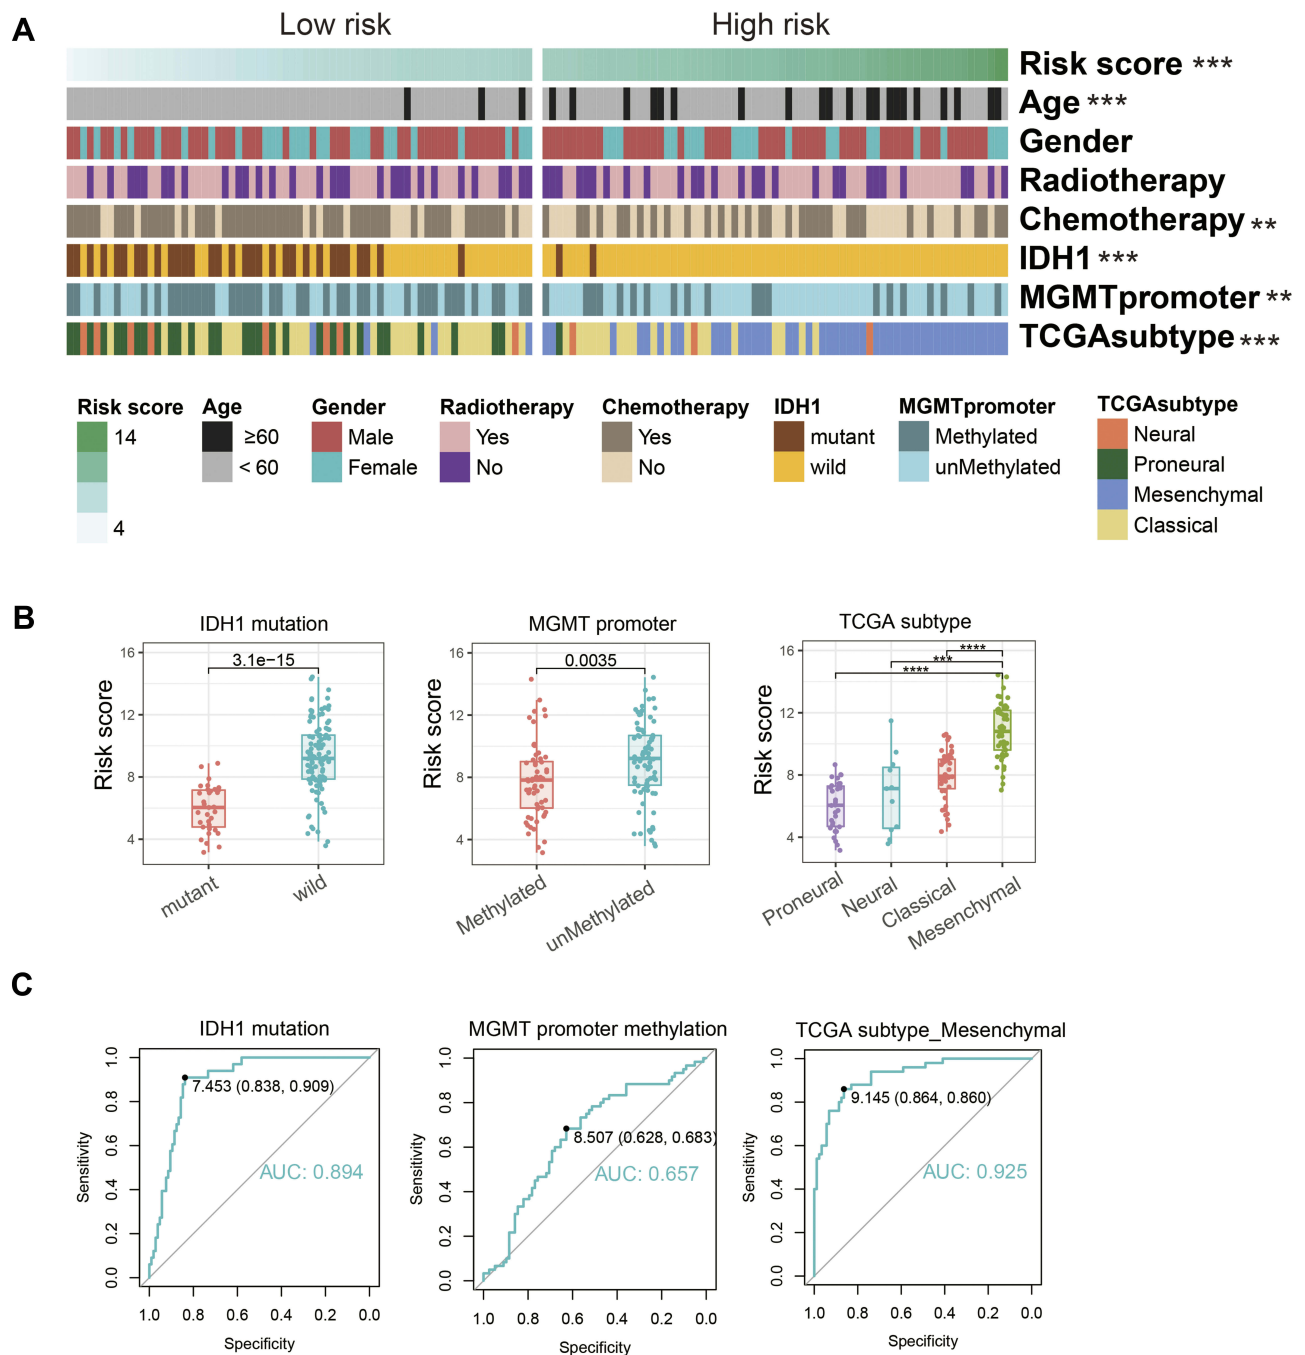 A
Low risk
High risk
Risk score ***
Age ***
Gender
Radiotherapy
Chemotherapy **
IDH1 ***
MGMTpromoter **
TCGAsubtype ***
Risk score
14
4
Age
≥60
< 60
Gender
Male
Female
Radiotherapy
Yes
No
Chemotherapy
Yes
No
IDH1
mutant
wild
MGMTpromoter
Methylated
unMethylated
TCGAsubtype
Neural
Proneural
Mesenchymal
Classical
B
IDH1 mutation
3.1e−15
Risk score
16
12
8
4
mutant
wild
MGMT promoter
0.0035
Risk score
16
12
8
4
Methylated
unMethylated
TCGA subtype
****
***
****
Risk score
16
12
8
4
Proneural
Neural
Classical
Mesenchymal
C
IDH1 mutation
7.453 (0.838, 0.909)
AUC: 0.894
Sensitivity
1.0
0.8
0.6
0.4
0.2
0.0
1.0 0.8 0.6 0.4 0.2 0.0
Specificity
MGMT promoter methylation
8.507 (0.628, 0.683)
AUC: 0.657
Sensitivity
1.0
0.8
0.6
0.4
0.2
0.0
1.0 0.8 0.6 0.4 0.2 0.0
Specificity
TCGA subtype_Mesenchymal
9.145 (0.864, 0.860)
AUC: 0.925
Sensitivity
1.0
0.8
0.6
0.4
0.2
0.0
1.0 0.8 0.6 0.4 0.2 0.0
Specificity